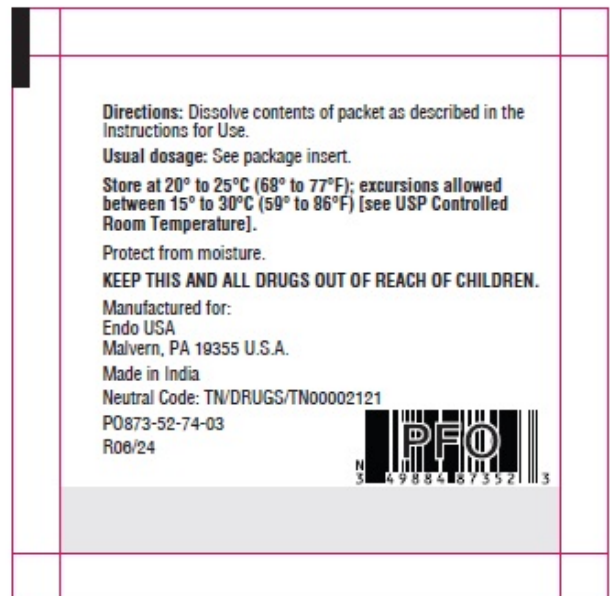 Directions: Dissolve contents of packet as described in the
Instructions for Use.
Usual dosage: See package insert.
Store at 20° to 25°C (68° to 77°F); excursions allowed
between 15° to 30°C (59° to 86°F) [see USP Controlled
Room Temperature].
Protect from moisture.
KEEP THIS AND ALL DRUGS OUT OF REACH OF CHILDREN.
Manufactured for:
Endo USA
Malvern, PA 19355 U.S.A.
Made in India
Neutral Code: TN/DRUGS/TN00002121
PO873-52-74-03
R06/24
PFO
N
3 49884 87352 3